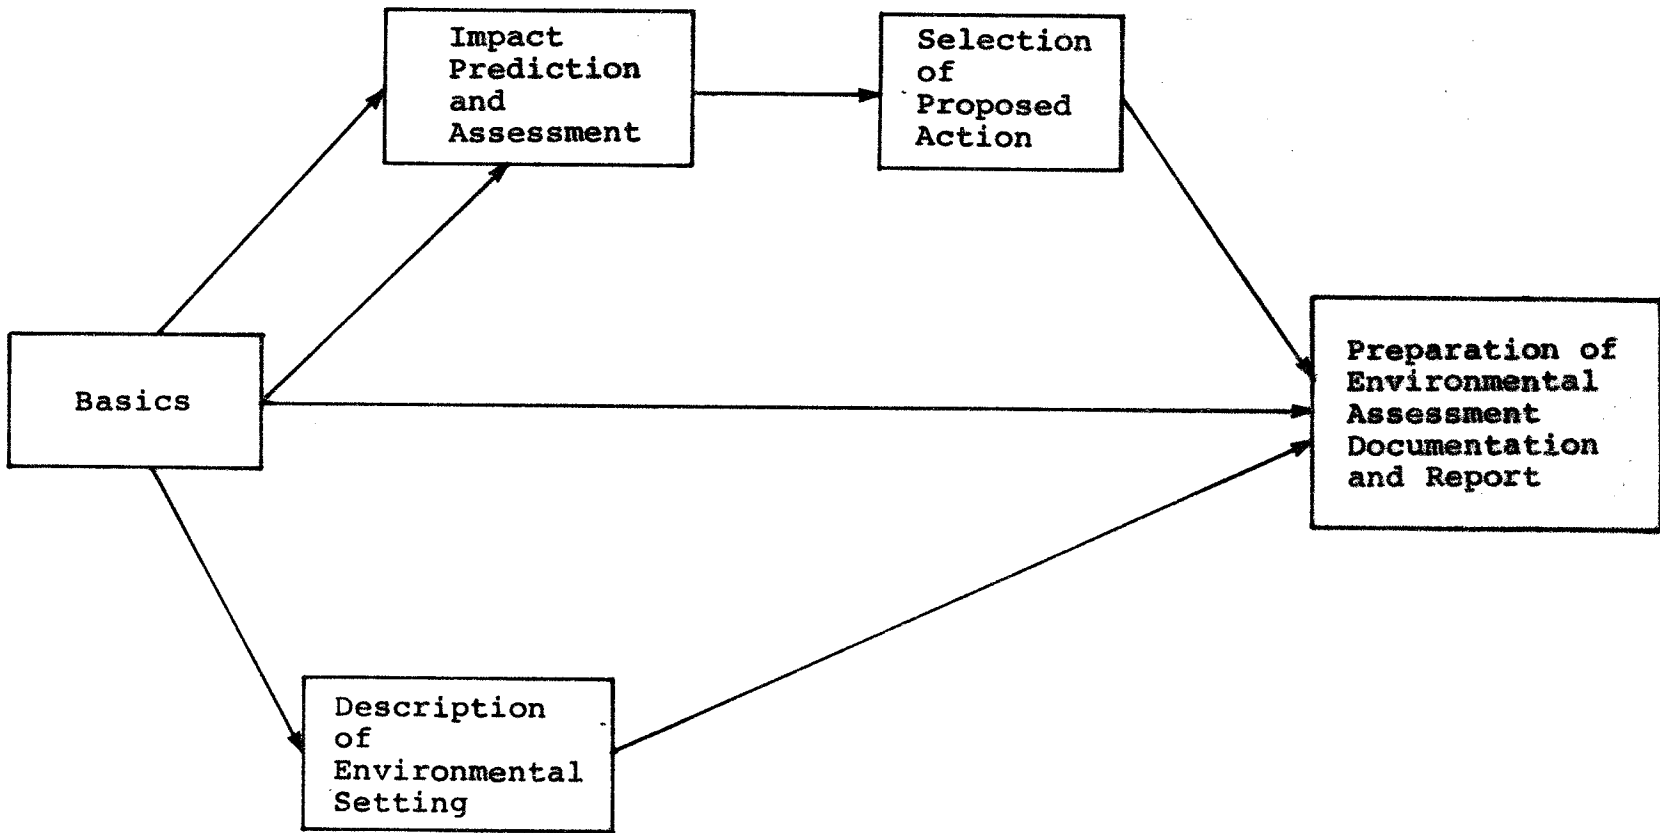 Impact
Prediction
and
Assessment
Selection
of
Proposed
Action
Basics
Preparation of
Environmental
Assessment
Documentation
and Report
Description
of
Environmental
Setting